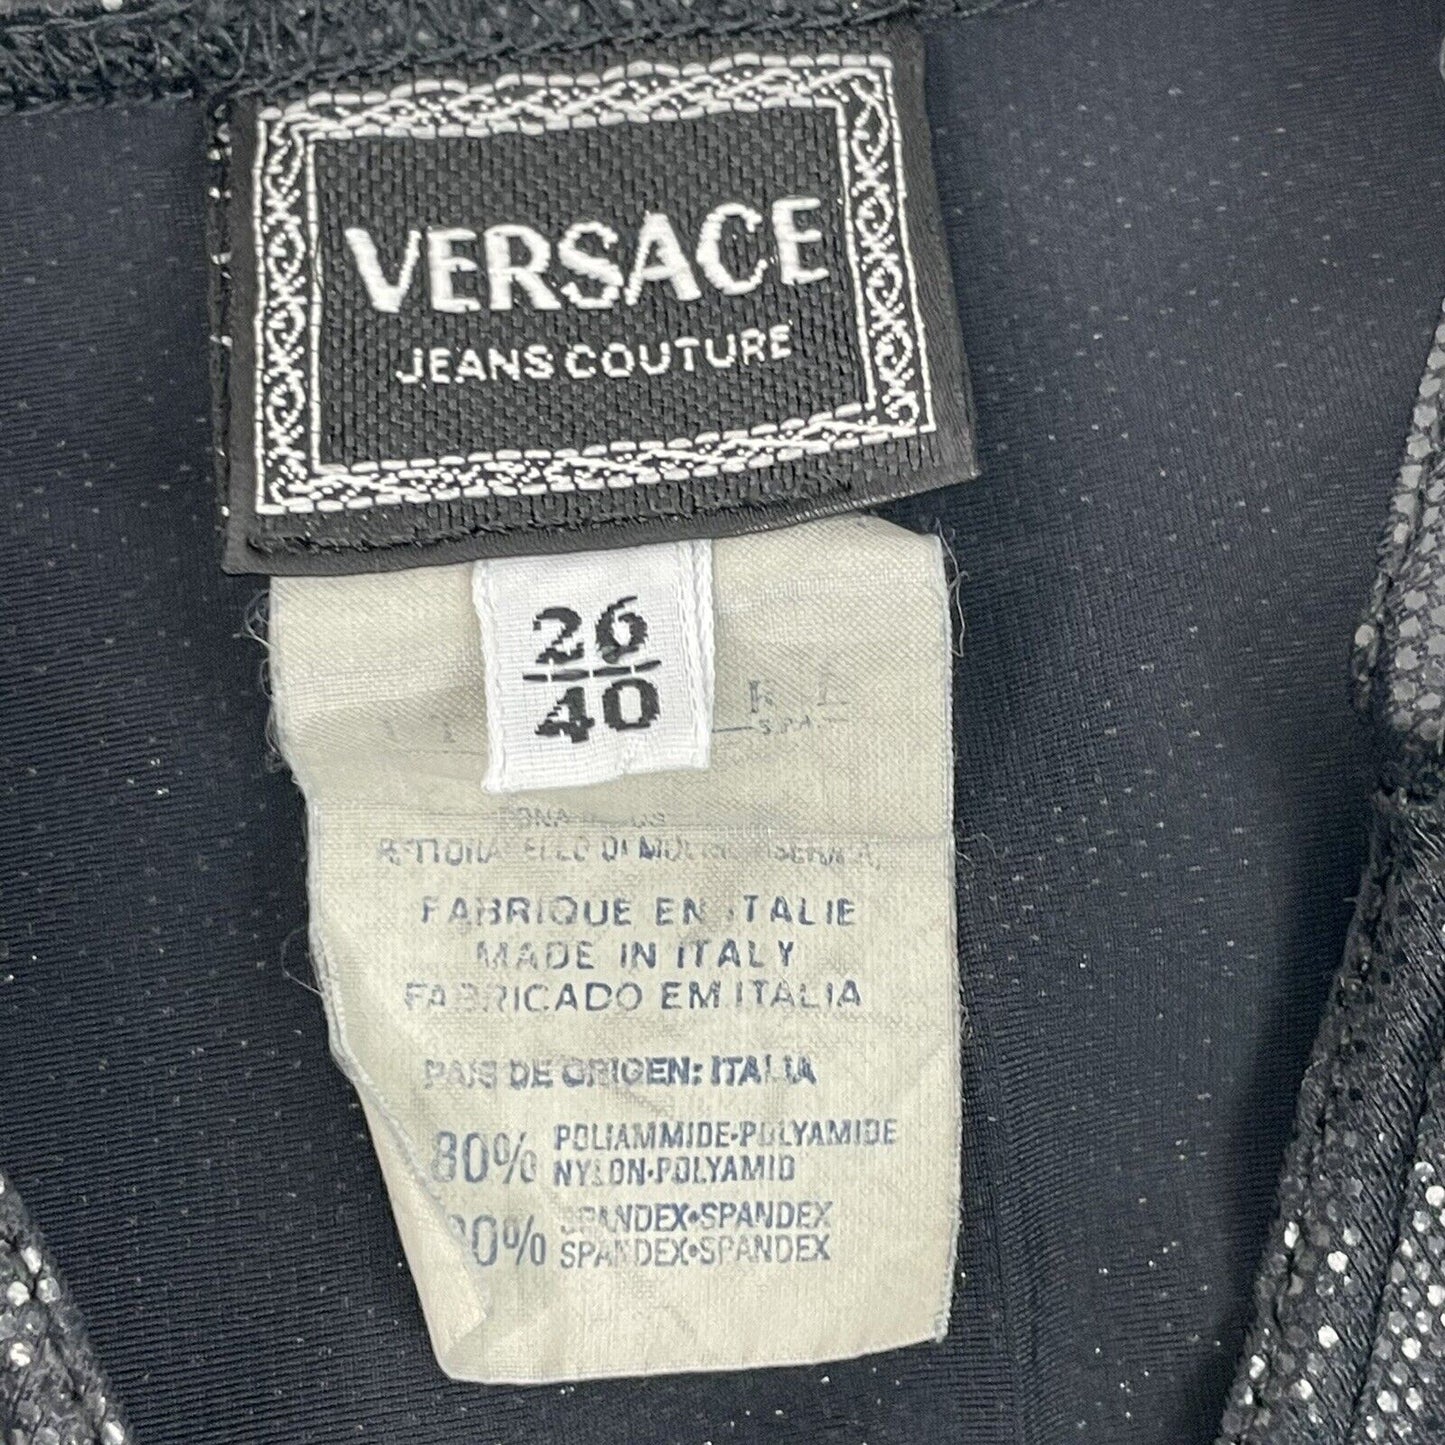 VERSACE
JEANS COUTURE
26
40
S.P.A
DI
FABRIQUE EN ITALIE
MADE IN ITALY
FABRICADO EM ITALIA
PAIS DE ORIGEN: ITALIA
80% POLIAMMIDE-POLYAMIDE
NYLON-POLYAMID
SPANDEX•SPANDEX
SPANDEX•SPANDEX